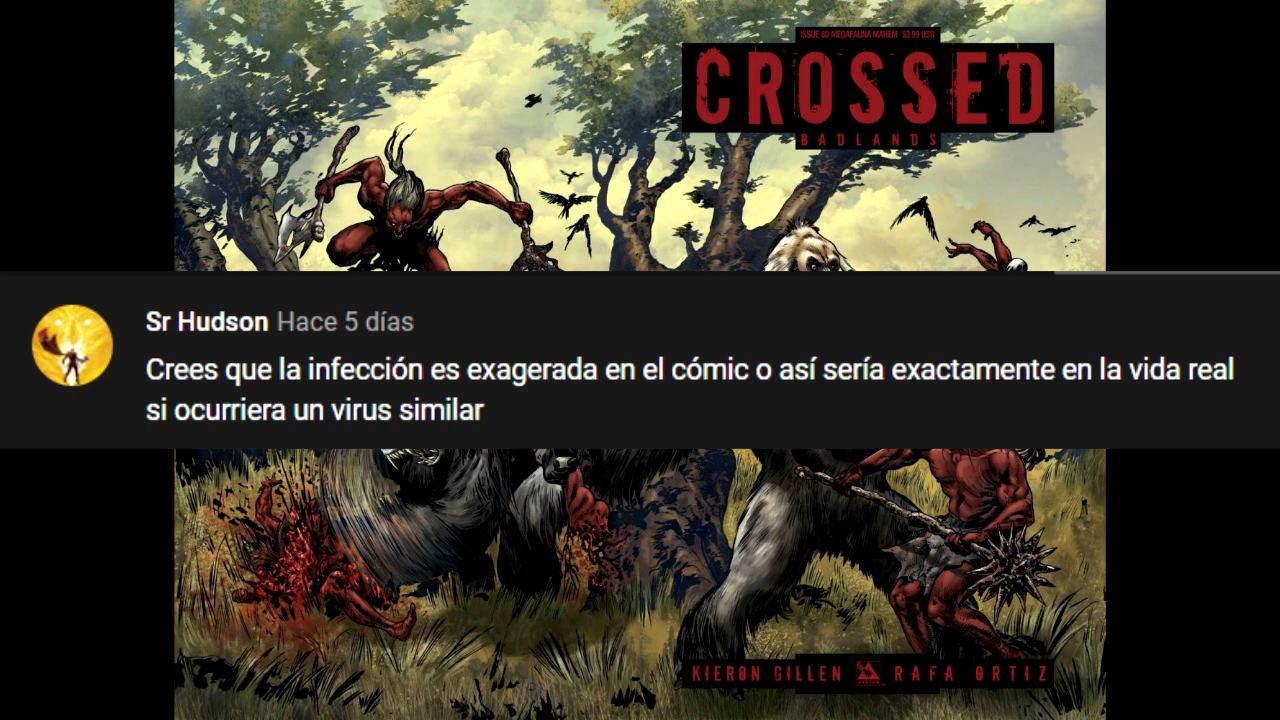 ISSUE 80 MEGAFAUNA MAHEM $3.99 USD
CROSSED
BADLANDS
Sr Hudson Hace 5 días
Crees que la infección es exagerada en el cómic o así sería exactamente en la vida real
si ocurriera un virus similar
KIERON GILLEN RAFA ORTIZ